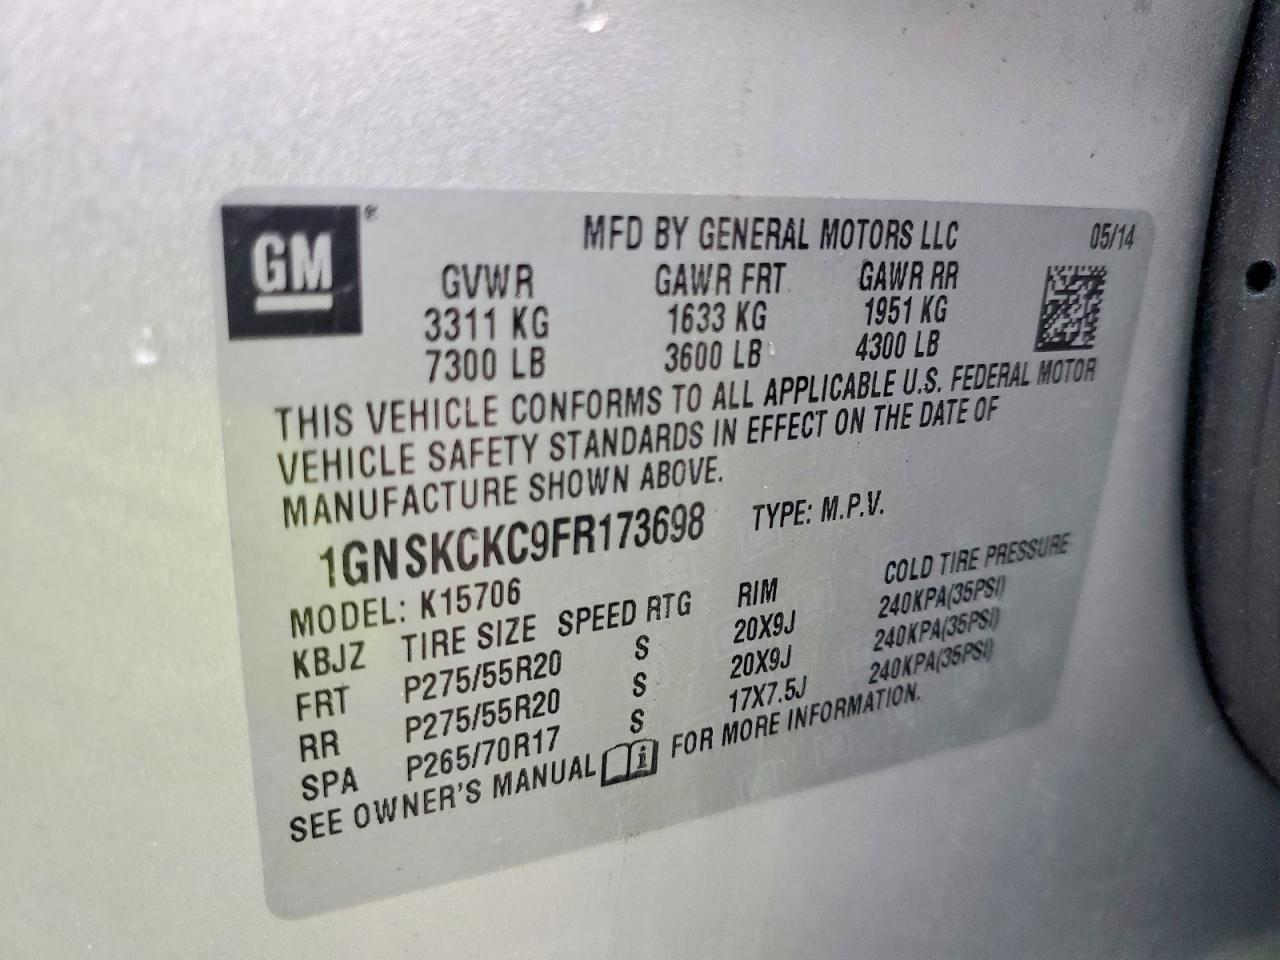 GM ®
MFD BY GENERAL MOTORS LLC 05/14
GVWR GAWR FRT GAWR RR
3311 KG 1633 KG 1951 KG
7300 LB 3600 LB 4300 LB
THIS VEHICLE CONFORMS TO ALL APPLICABLE U.S. FEDERAL MOTOR
VEHICLE SAFETY STANDARDS IN EFFECT ON THE DATE OF
MANUFACTURE SHOWN ABOVE.
1GNSKCKC9FR173698 TYPE: M.P.V.
MODEL: K15706
KBJZ TIRE SIZE SPEED RTG RIM COLD TIRE PRESSURE
FRT P275/55R20 S 20X9J 240KPA(35PSI)
RR P275/55R20 S 20X9J 240KPA(35PSI)
SPA P265/70R17 S 17X7.5J 240KPA(35PSI)
SEE OWNER'S MANUAL i FOR MORE INFORMATION.